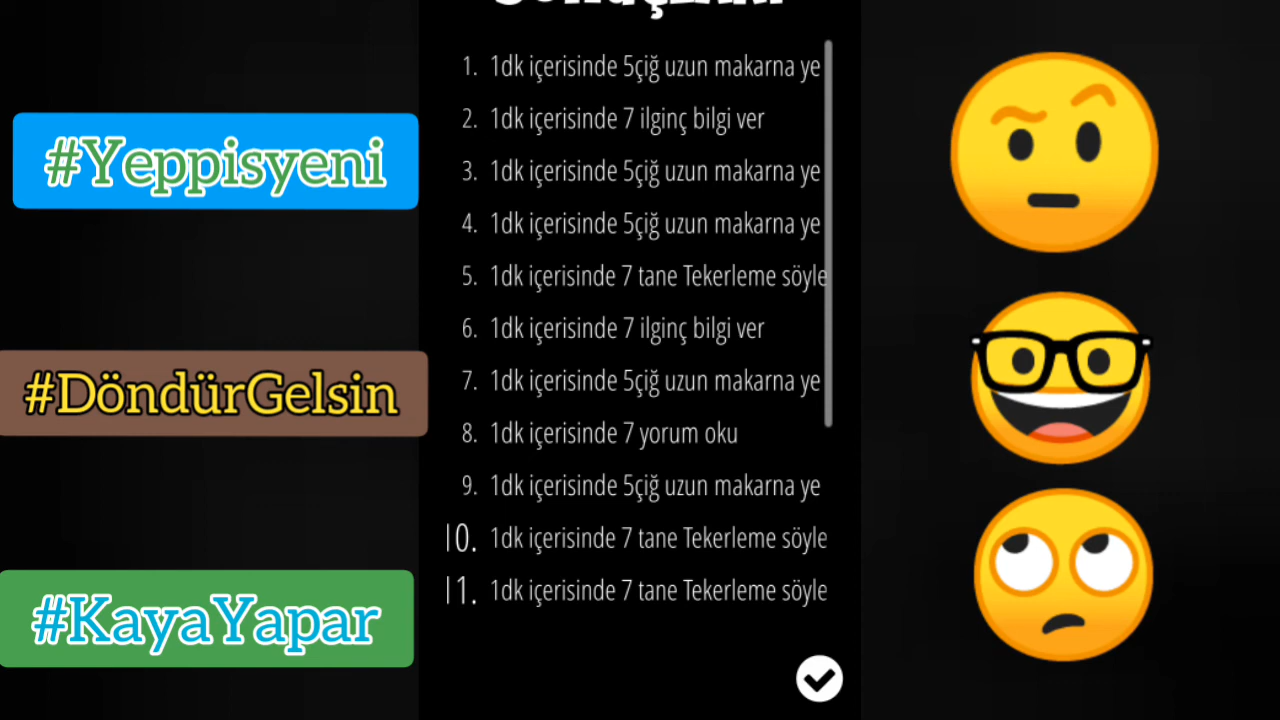 #Yeppisyeni
#DöndürGelsin
#KayaYapar
1. 1dk içerisinde 5çiğ uzun makarna ye
2. 1dk içerisinde 7 ilginç bilgi ver
3. 1dk içerisinde 5çiğ uzun makarna ye
4. 1dk içerisinde 5çiğ uzun makarna ye
5. 1dk içerisinde 7 tane Tekerleme söyle
6. 1dk içerisinde 7 ilginç bilgi ver
7. 1dk içerisinde 5çiğ uzun makarna ye
8. 1dk içerisinde 7 yorum oku
9. 1dk içerisinde 5çiğ uzun makarna ye
10. 1dk içerisinde 7 tane Tekerleme söyle
11. 1dk içerisinde 7 tane Tekerleme söyle